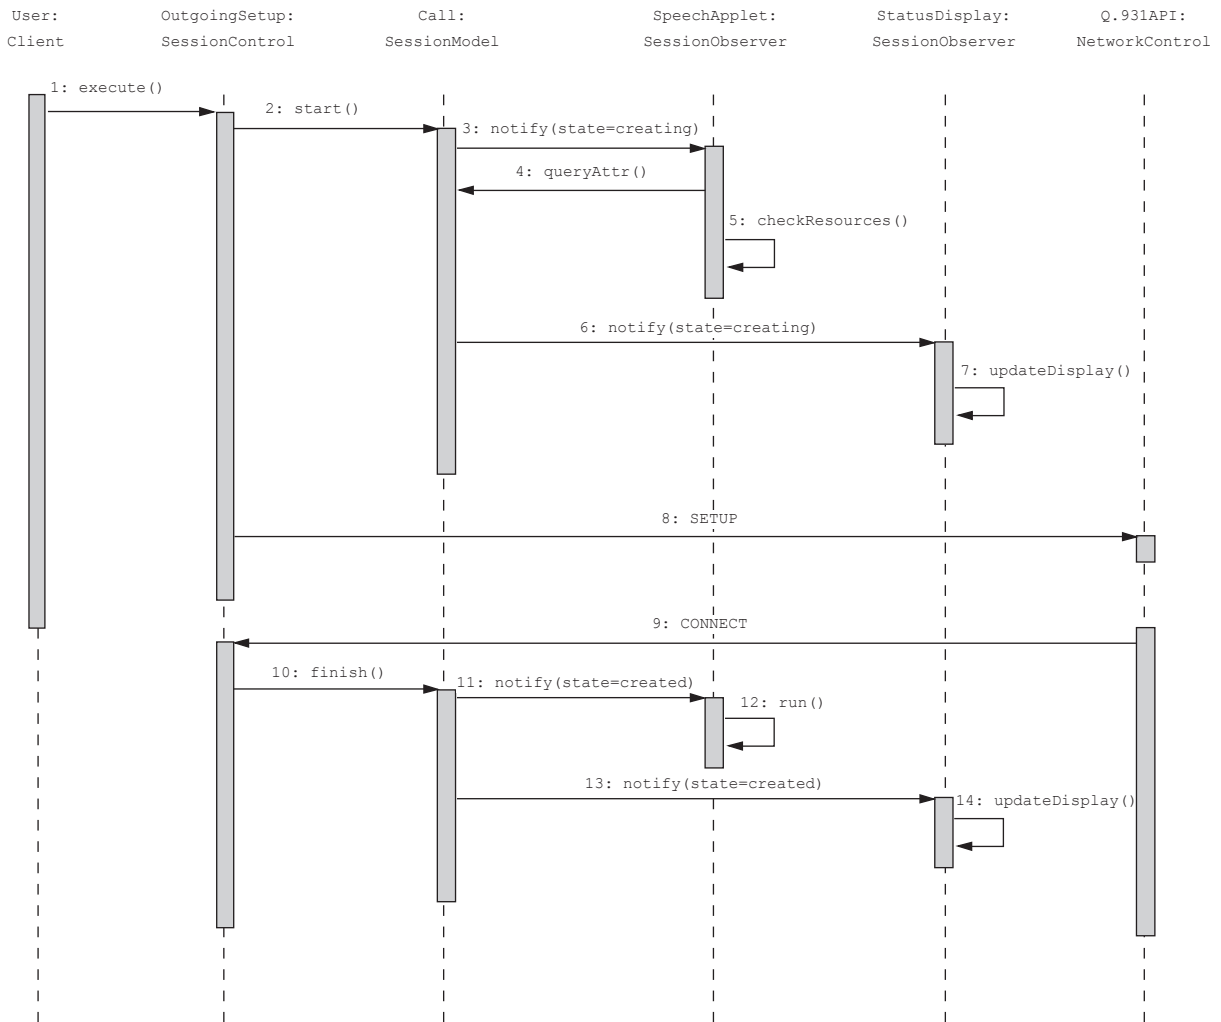 User: OutgoingSetup: Call: SpeechApplet: StatusDisplay: Q.931API:
Client SessionControl SessionModel SessionObserver SessionObserver NetworkControl
1: execute()
2: start()
3: notify(state=creating)
4: queryAttr()
5: checkResources()
6: notify(state=creating)
7: updateDisplay()
8: SETUP
9: CONNECT
10: finish()
11: notify(state=created)
12: run()
13: notify(state=created)
14: updateDisplay()